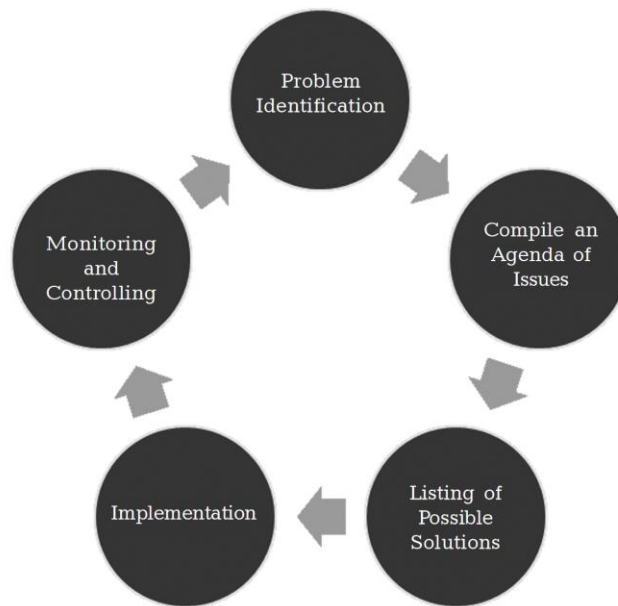 Problem
Identification
Compile an
Agenda of
Issues
Listing of
Possible
Solutions
Implementation
Monitoring
and
Controlling